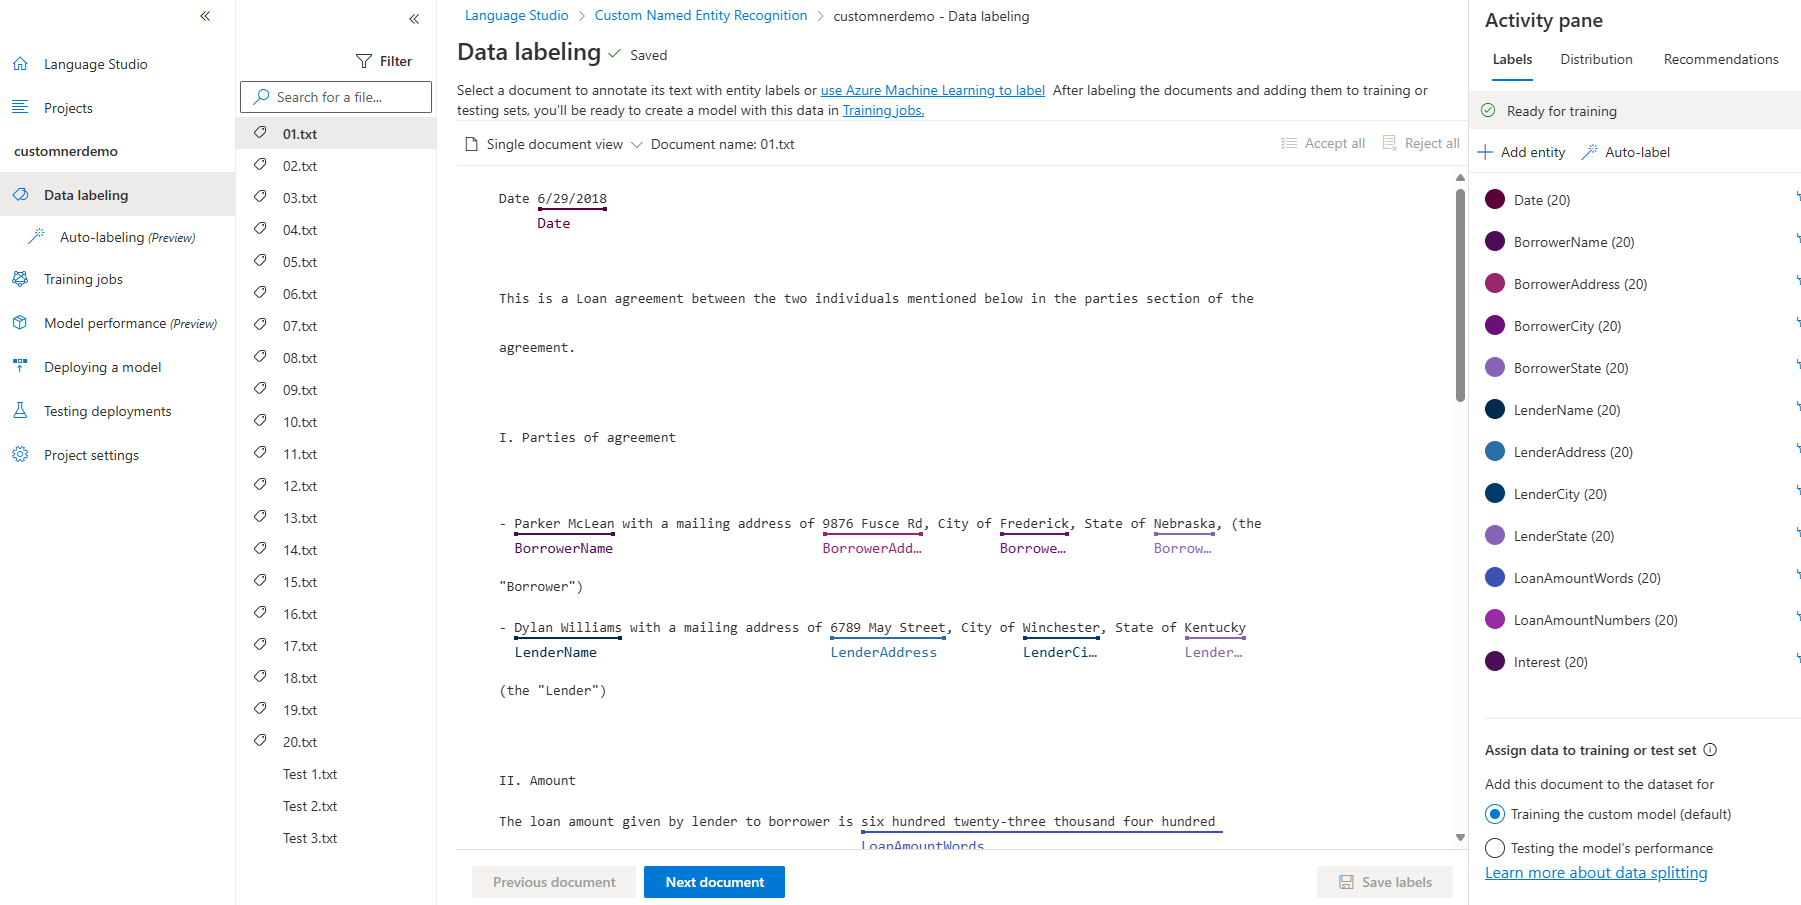 Language Studio
Projects
customnerdemo
Data labeling
Auto-labeling (Preview)
Training jobs
Model performance (Preview)
Deploying a model
Testing deployments
Project settings
Filter
Search for a file...
01.txt
02.txt
03.txt
04.txt
05.txt
06.txt
07.txt
08.txt
09.txt
10.txt
11.txt
12.txt
13.txt
14.txt
15.txt
16.txt
17.txt
18.txt
19.txt
20.txt
Test 1.txt
Test 2.txt
Test 3.txt
Language Studio > Custom Named Entity Recognition > customnerdemo - Data labeling
Data labeling Saved
Select a document to annotate its text with entity labels or use Azure Machine Learning to label After labeling the documents and adding them to training or
testing sets, you'll be ready to create a model with this data in Training jobs.
Single document view Document name: 01.txt Accept all Reject all
Date 6/29/2018
Date
This is a Loan agreement between the two individuals mentioned below in the parties section of the
agreement.
I. Parties of agreement
- Parker McLean with a mailing address of 9876 Fusce Rd, City of Frederick, State of Nebraska, (the
BorrowerName BorrowerAdd... Borrowe... Borrow...
"Borrower")
- Dylan Williams with a mailing address of 6789 May Street, City of Winchester, State of Kentucky
LenderName LenderAddress LenderCi... Lender...
(the "Lender")
II. Amount
The loan amount given by lender to borrower is six hundred twenty-three thousand four hundred
LoanAmountWords
Previous document Next document Save labels
Activity pane
Labels Distribution Recommendations
Ready for training
Add entity Auto-label
Date (20)
BorrowerName (20)
BorrowerAddress (20)
BorrowerCity (20)
BorrowerState (20)
LenderName (20)
LenderAddress (20)
LenderCity (20)
LenderState (20)
LoanAmountWords (20)
LoanAmountNumbers (20)
Interest (20)
Assign data to training or test set
Add this document to the dataset for
Training the custom model (default)
Testing the model's performance
Learn more about data splitting